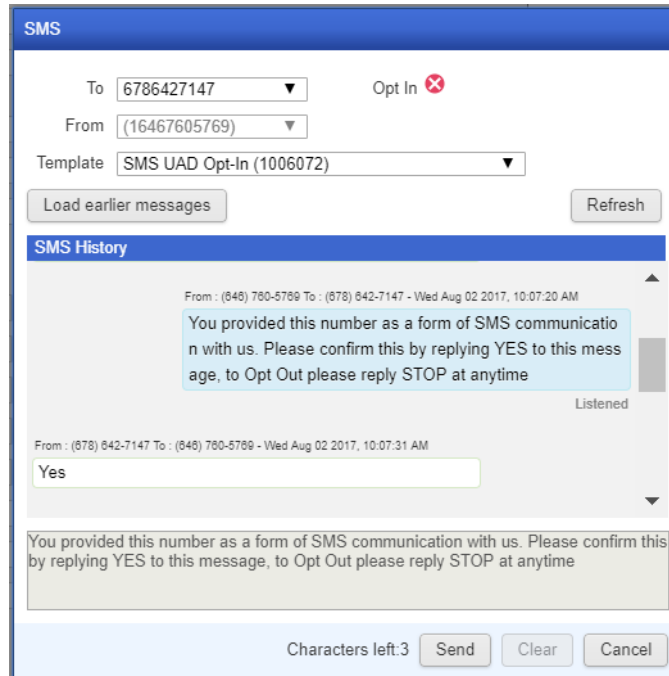 SMS
To 6786427147 Opt In
From (16467605769)
Template SMS UAD Opt-In (1006072)
Load earlier messages Refresh
SMS History
From : (646) 760-5769 To : (678) 642-7147 - Wed Aug 02 2017, 10:07:20 AM
You provided this number as a form of SMS communicatio
n with us. Please confirm this by replying YES to this mess
age, to Opt Out please reply STOP at anytime
Listened
From : (678) 642-7147 To : (646) 760-5769 - Wed Aug 02 2017, 10:07:31 AM
Yes
You provided this number as a form of SMS communication with us. Please confirm this
by replying YES to this message, to Opt Out please reply STOP at anytime
Characters left:3 Send Clear Cancel